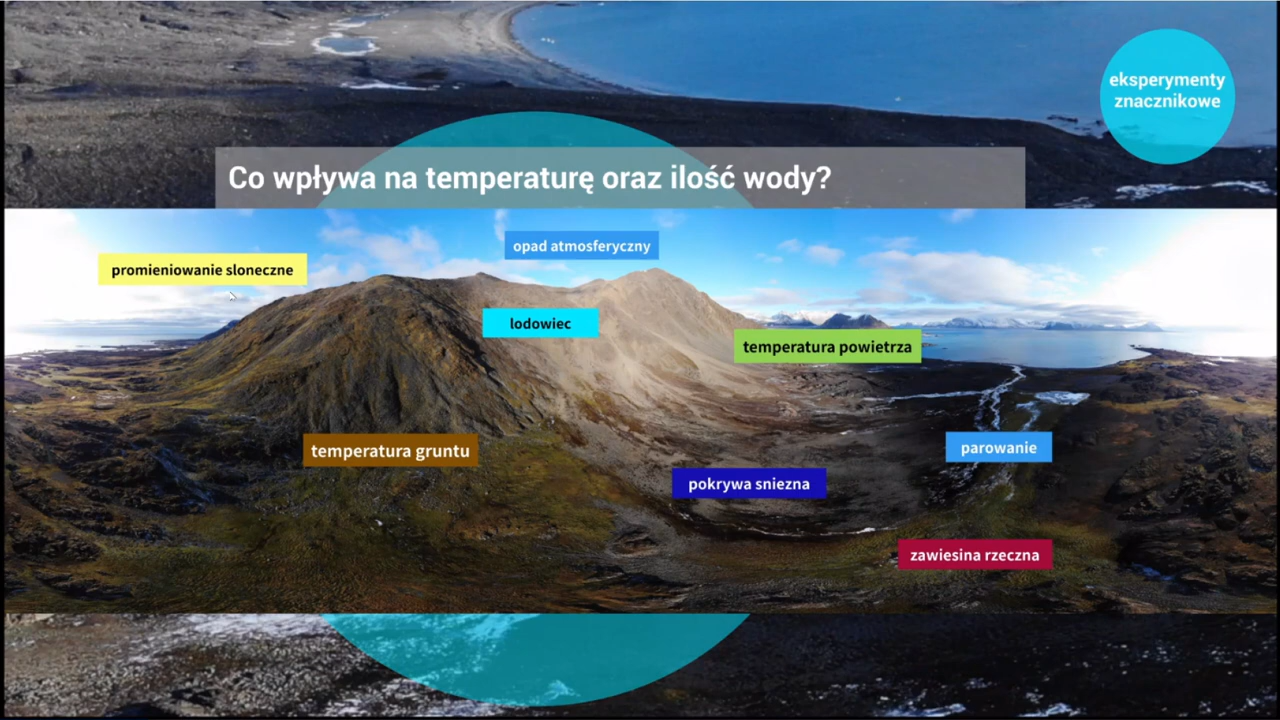 eksperymenty
znacznikowe
Co wpływa na temperaturę oraz ilość wody?
opad atmosferyczny
promieniowanie sloneczne
lodowiec
temperatura powietrza
temperatura gruntu
parowanie
pokrywa sniezna
zawiesina rzeczna